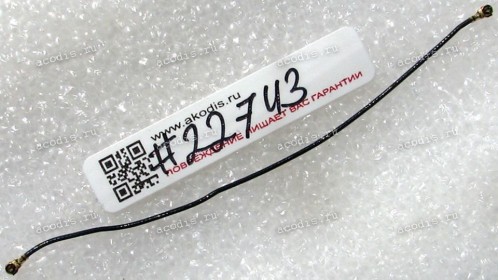 www.akodis.ru
#22743
ПОВРЕЖДЕНИЕ ЛИШАЕТ ВАС ГАРАНТИИ